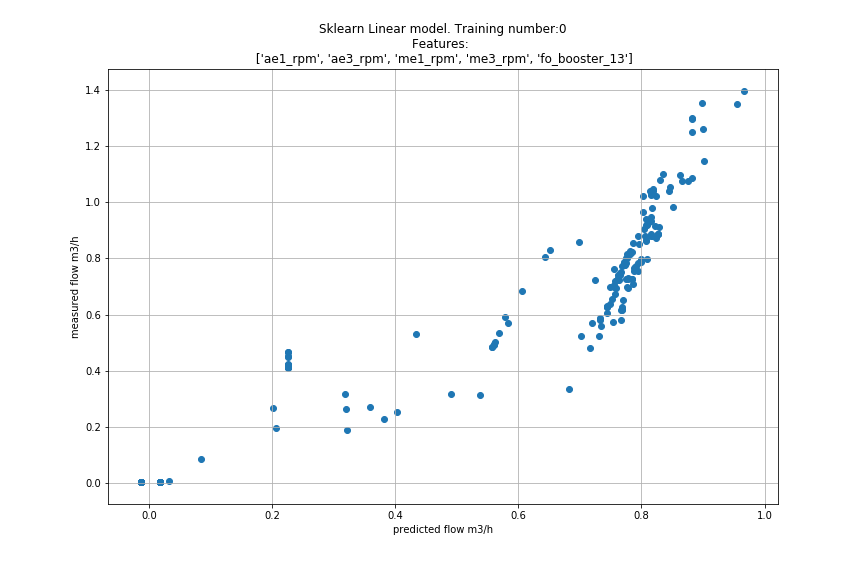 Sklearn Linear model. Training number:0
Features:
['ae1_rpm', 'ae3_rpm', 'me1_rpm', 'me3_rpm', 'fo_booster_13']
1.4
1.2
1.0
0.8
0.6
0.4
0.2
0.0
measured flow m3/h
0.0 0.2 0.4 0.6 0.8 1.0
predicted flow m3/h